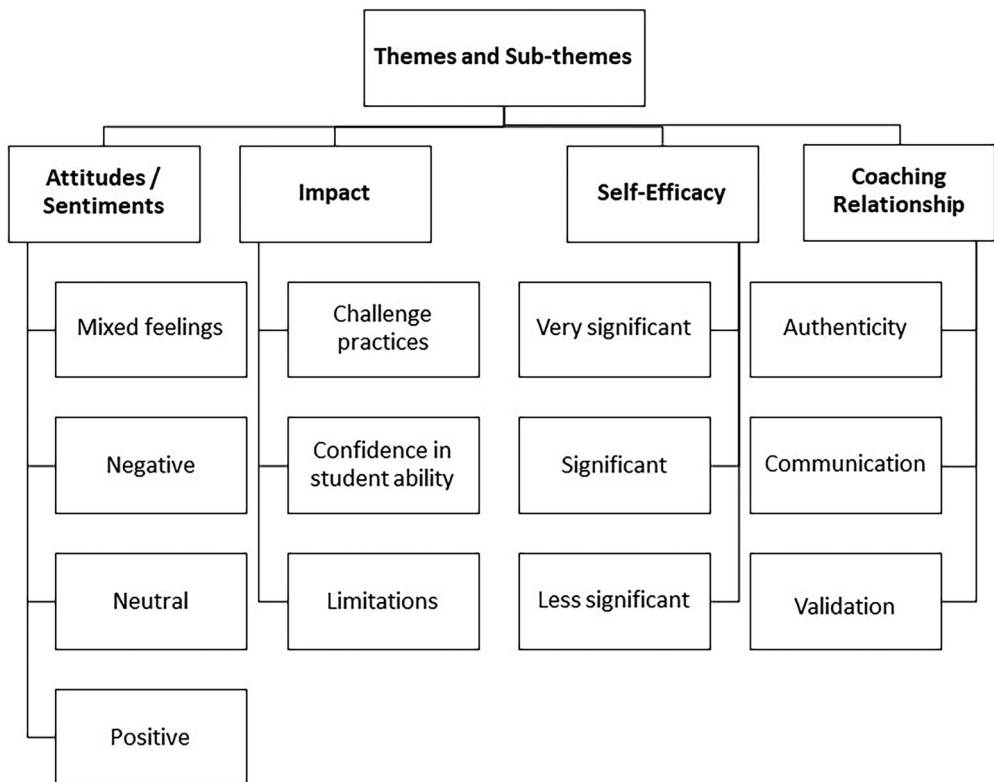 Themes and Sub-themes
Attitudes /
Sentiments
Mixed feelings
Negative
Neutral
Positive
Impact
Challenge
practices
Confidence in
student ability
Limitations
Self-Efficacy
Very significant
Significant
Less significant
Coaching
Relationship
Authenticity
Communication
Validation